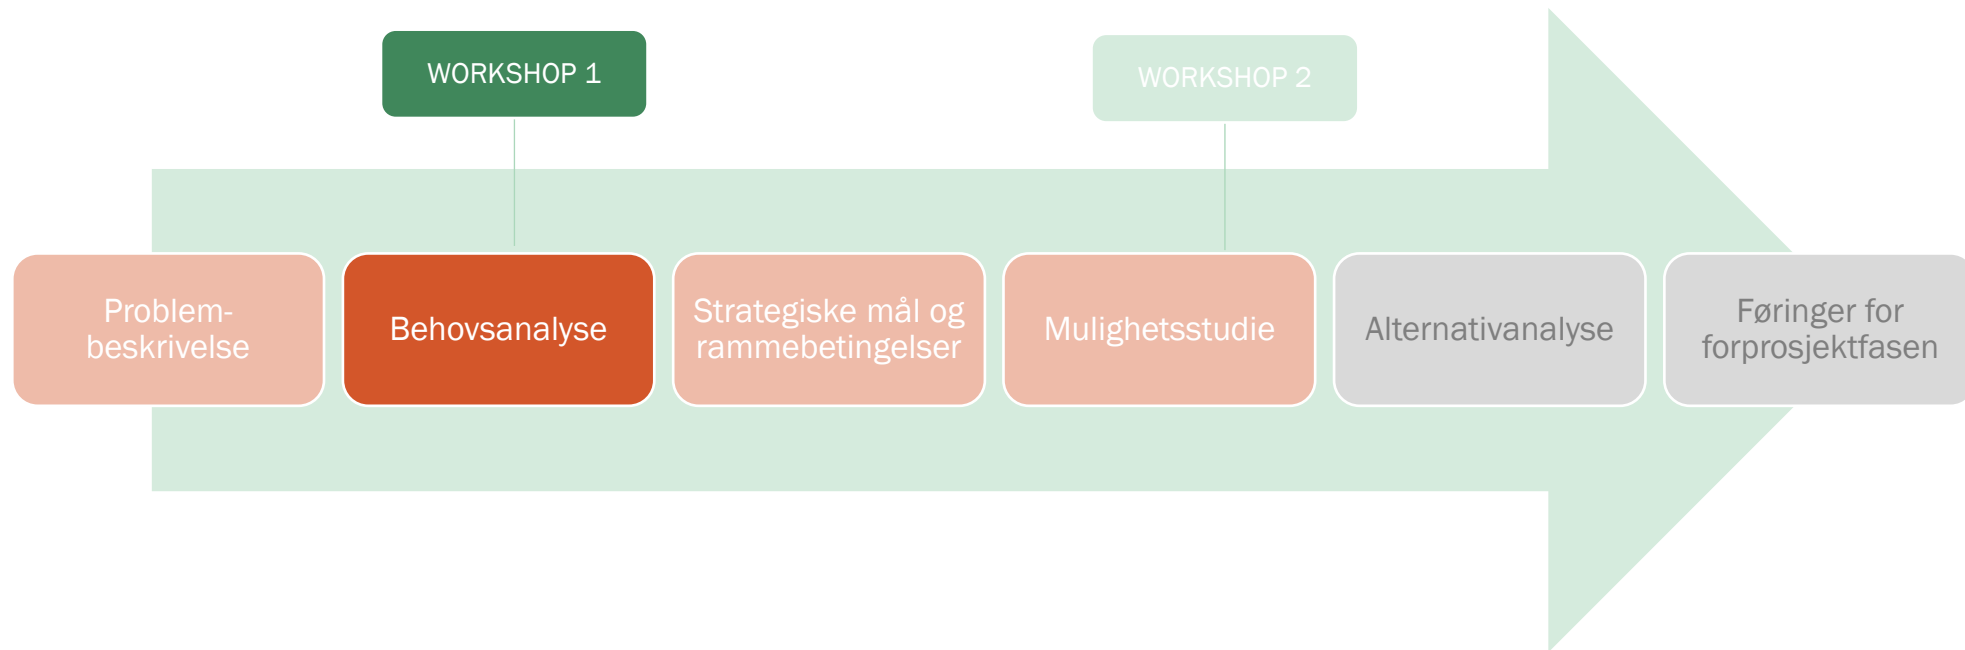 WORKSHOP 1
WORKSHOP 2
Problem-
beskrivelse
Behovsanalyse
Strategiske mål og
rammebetingelser
Mulighetsstudie
Alternativanalyse
Føringer for
forprosjektfasen